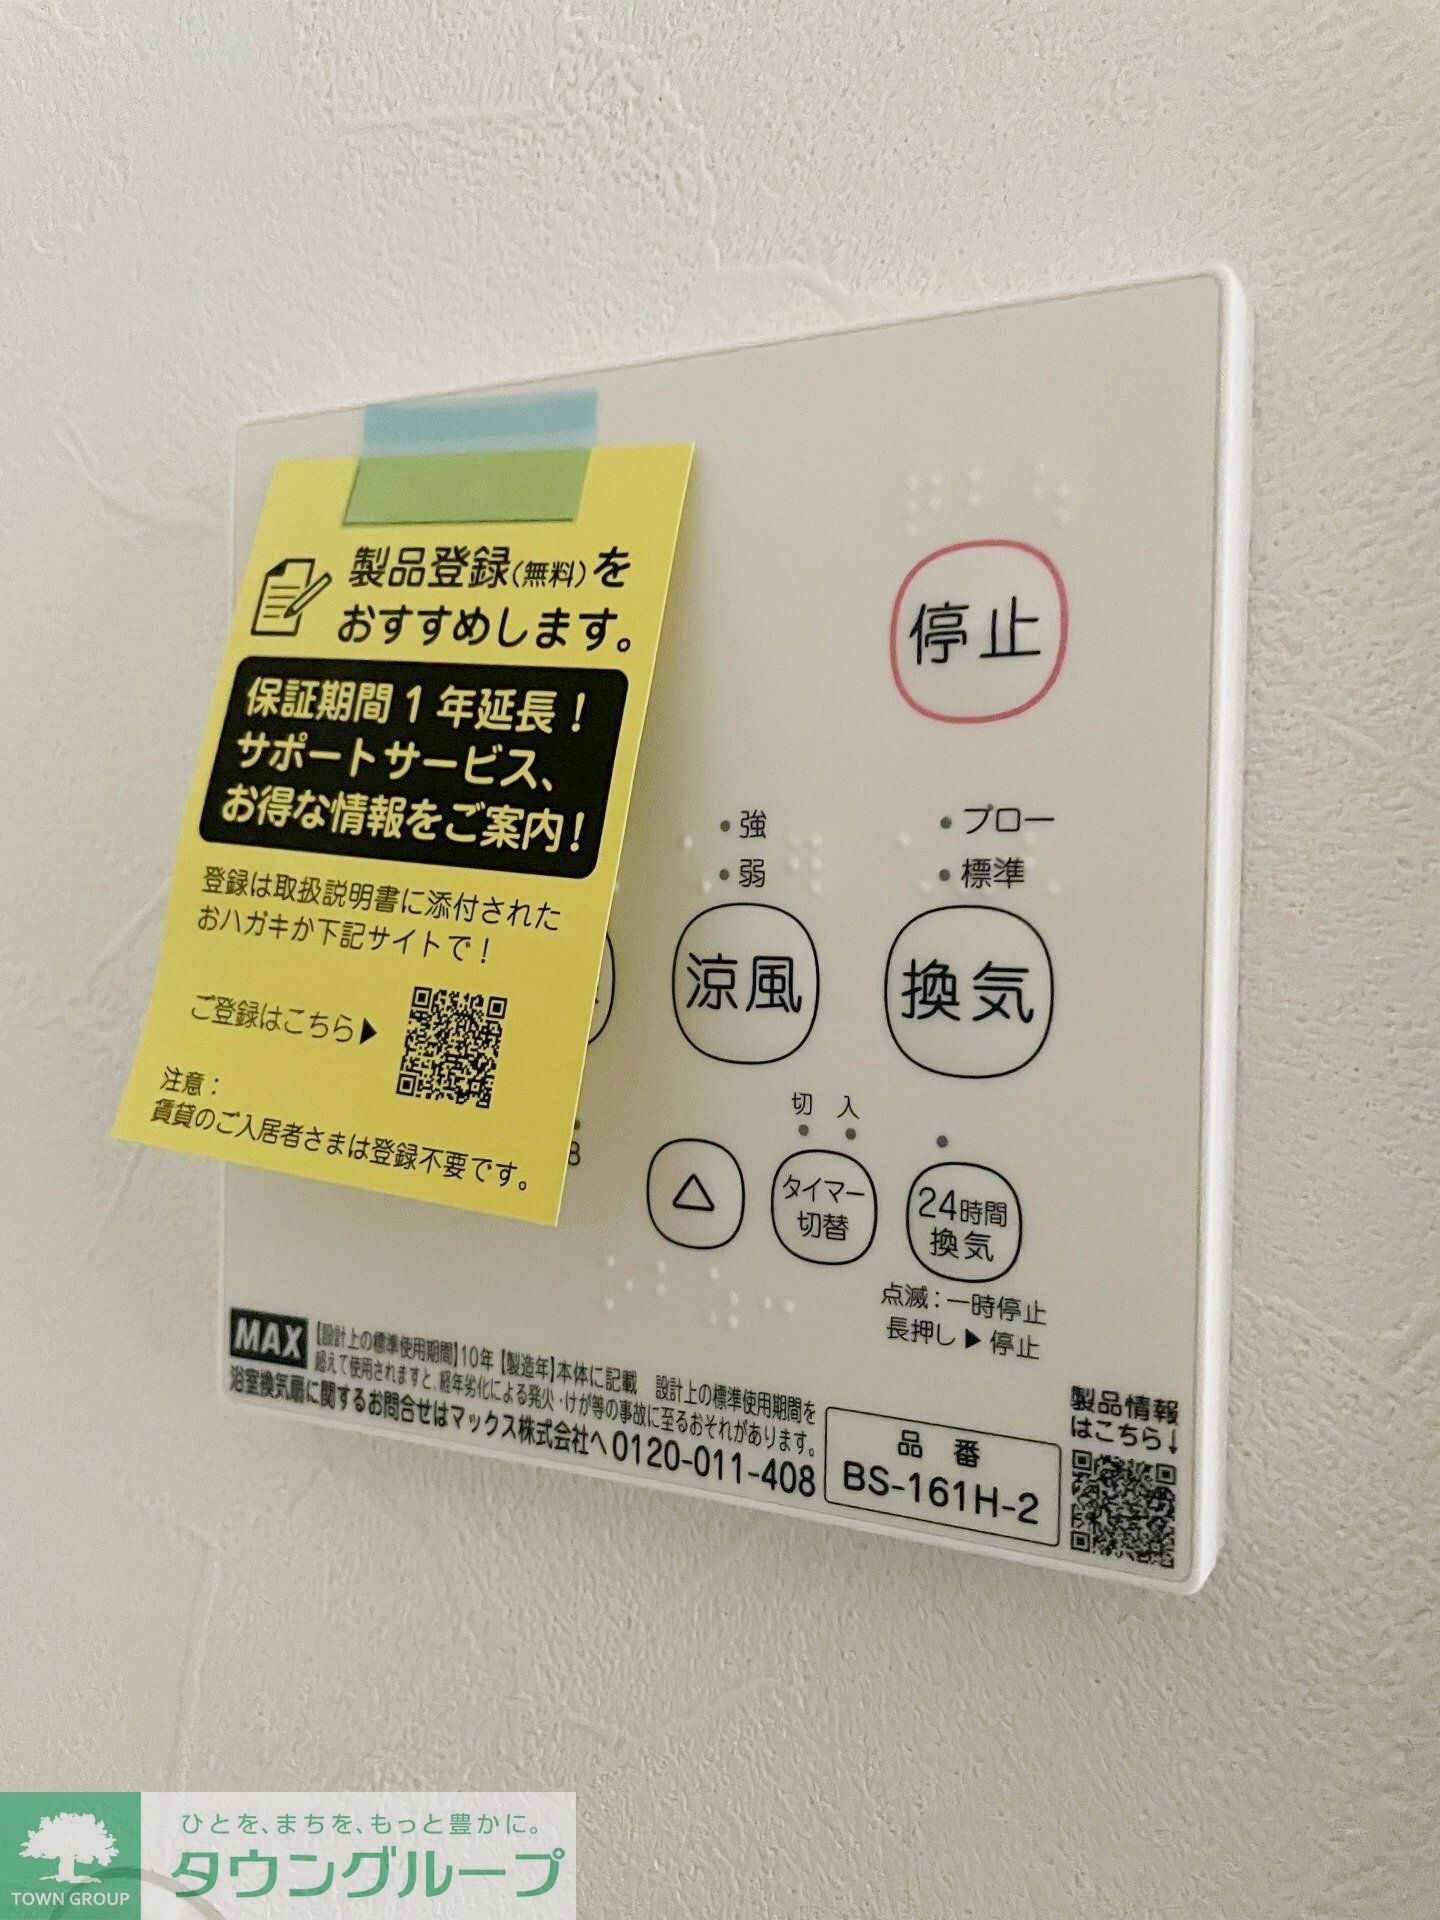 製品登録(無料)を
おすすめします。
保証期間1年延長！
サポートサービス、
お得な情報をご案内！
登録は取扱説明書に添付された
おハガキか下記サイトで！
ご登録はこちら▶
注意：
賃貸のご入居者さまは登録不要です。
停止
強
弱
涼風
ブロー
標準
換気
8
△
切 入
タイマー
切替
24時間
換気
点滅：一時停止
長押し▶停止
MAX
【設計上の標準使用期間】10年 【製造年】本体に記載 設計上の標準使用期間を
超えて使用されますと、経年劣化による発火・けが等の事故に至るおそれがあります。
浴室換気扇に関するお問合せはマックス株式会社へ 0120-011-408
品番
BS-161H-2
製品情報
はこちら↓
ひとを、まちを、もっと豊かに。
タウングループ
TOWN GROUP